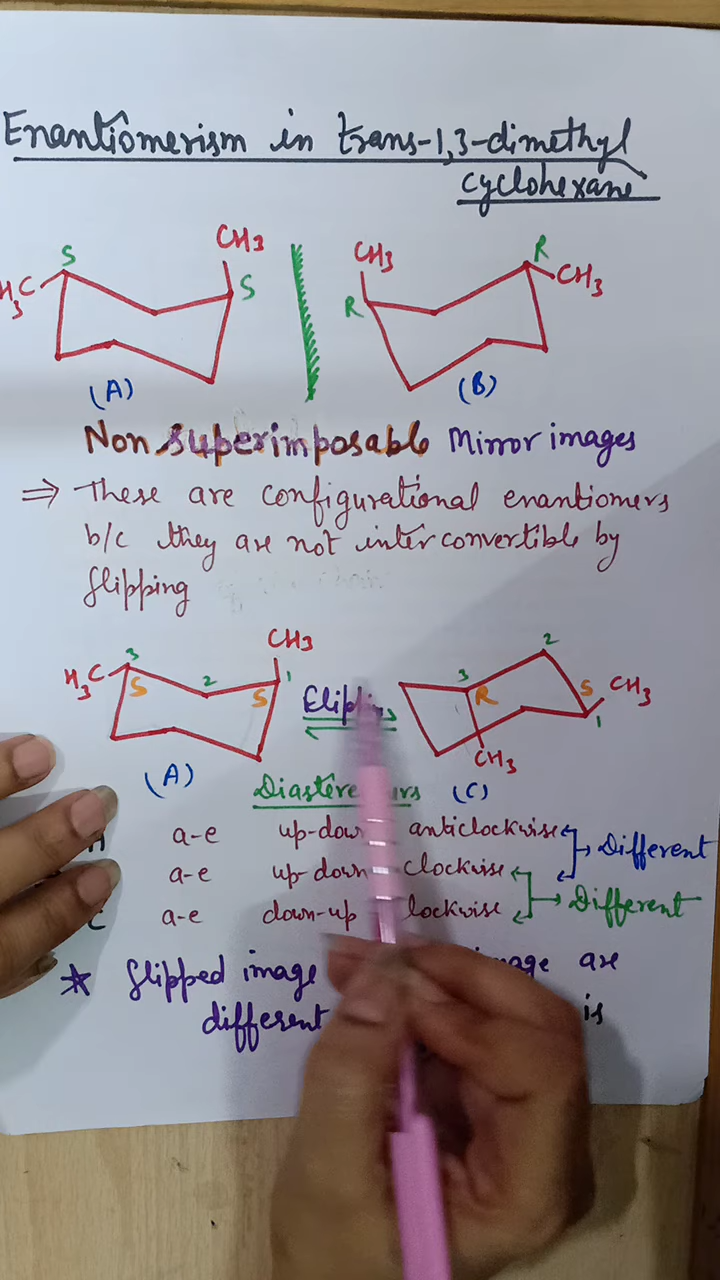 Enantiomerism in trans-1,3-dimethyl
cyclohexane
S CH3 CH3 R
H3C S R CH3
(A) (B)
Non superimposable Mirror images
⇒ These are configurational enantiomers
b/c they are not interconvertible by
flipping
CH3
H3C 3 2 1 S S
3 2 R S CH3 1
CH3
(A) (C)
a-e up-down anticlockwise Different
a-e up-down clockwise
a-e down-up lockwise Different
* flipped image image are
different is